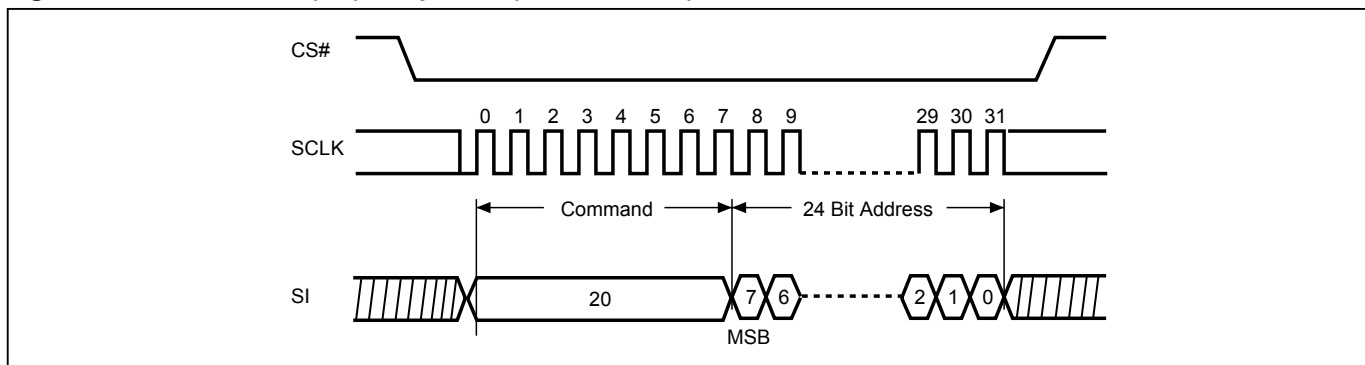 CS#
0 1 2 3 4 5 6 7 8 9 29 30 31
SCLK
Command 24 Bit Address
SI 20 7 6 2 1 0
MSB